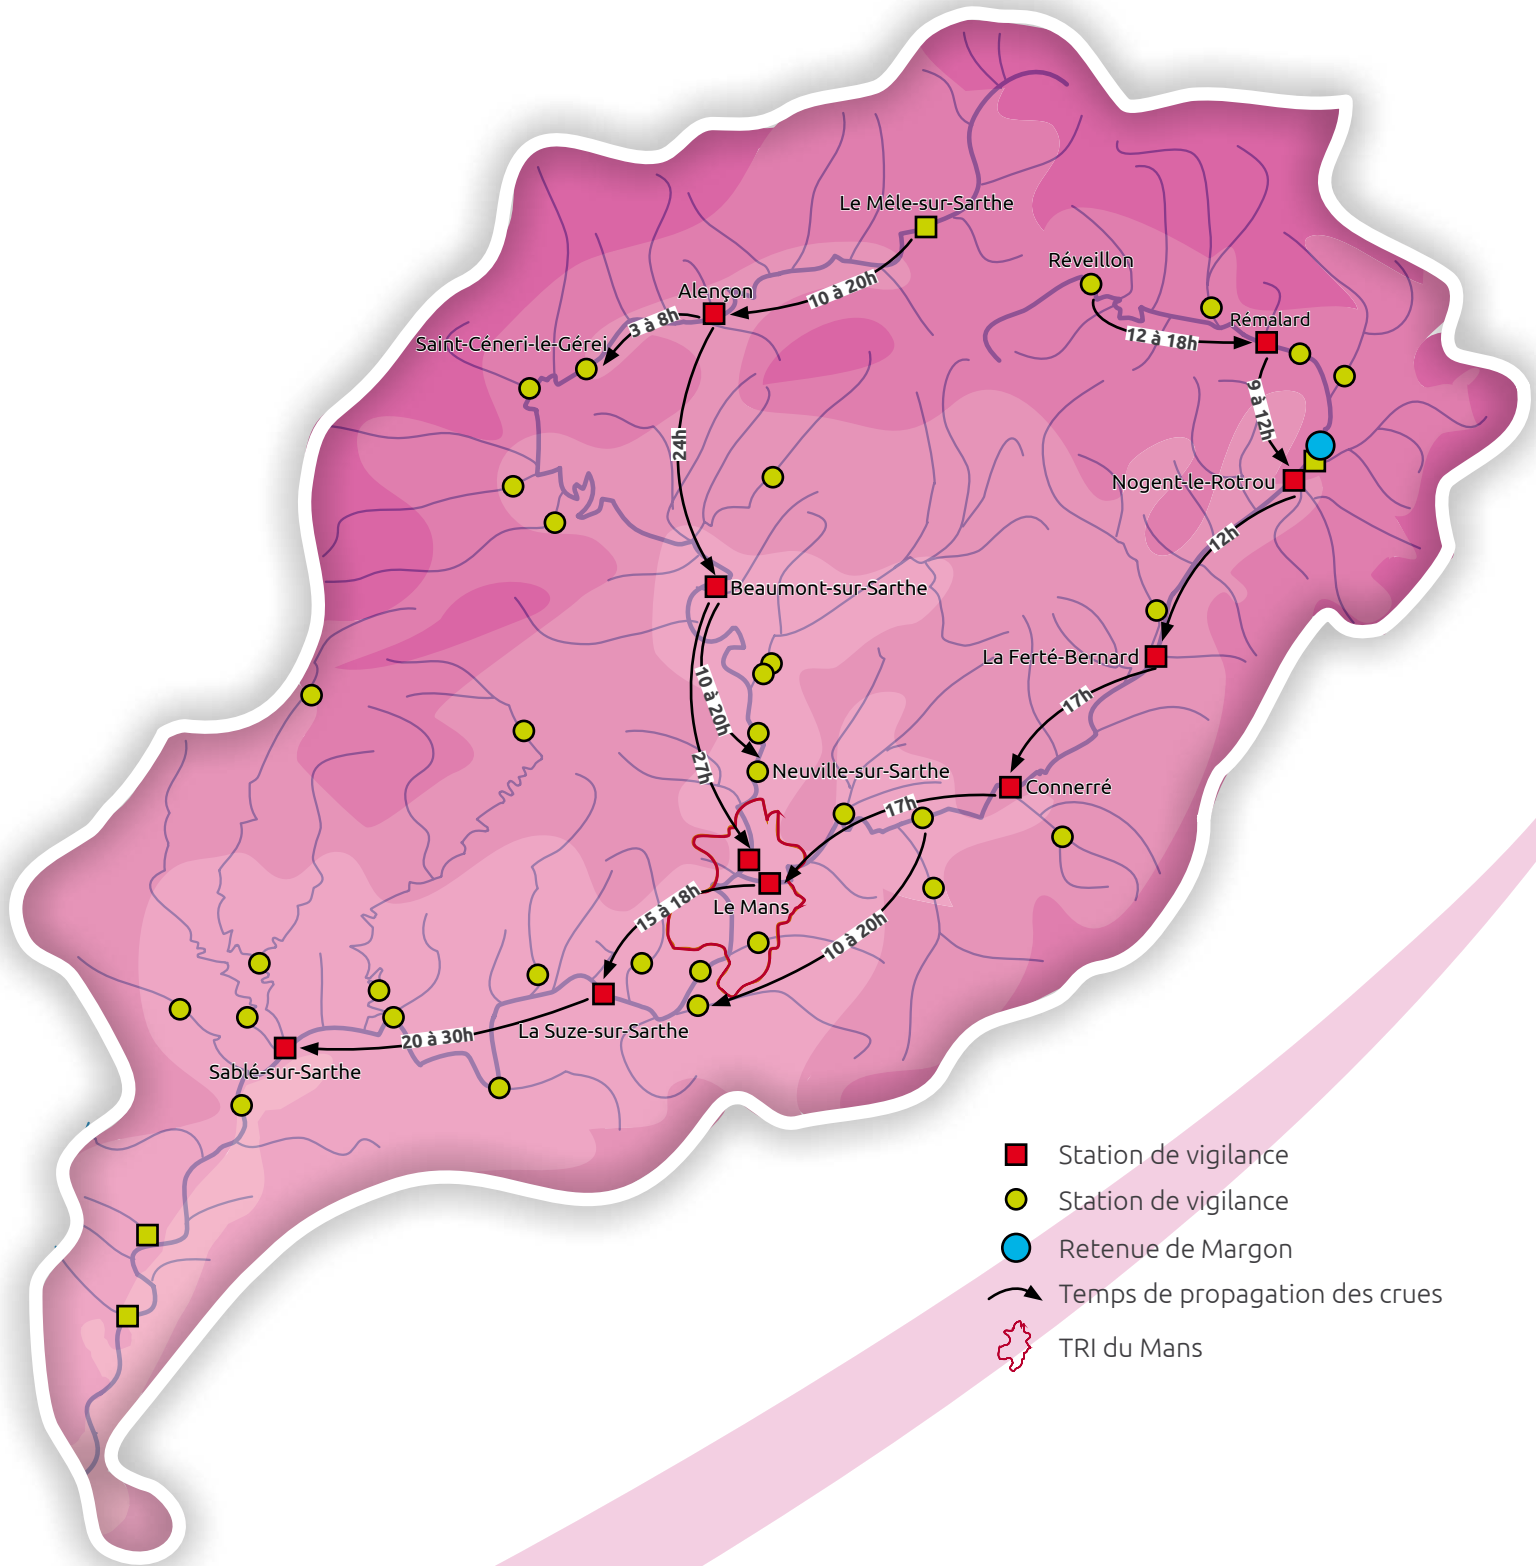 Le Mêle-sur-Sarthe
Réveillon
10 à 20h
Alençon
3 à 8h
Rémalard
12 à 18h
Saint-Céneri-le-Gérei
9 à 12h
24h
Nogent-le-Rotrou
12h
Beaumont-sur-Sarthe
La Ferté-Bernard
10 à 20h
17h
27h
Neuville-sur-Sarthe
Connerré
17h
15 à 18h
Le Mans
10 à 20h
La Suze-sur-Sarthe
20 à 30h
Sablé-sur-Sarthe
Station de vigilance
Station de vigilance
Retenue de Margon
Temps de propagation des crues
TRI du Mans